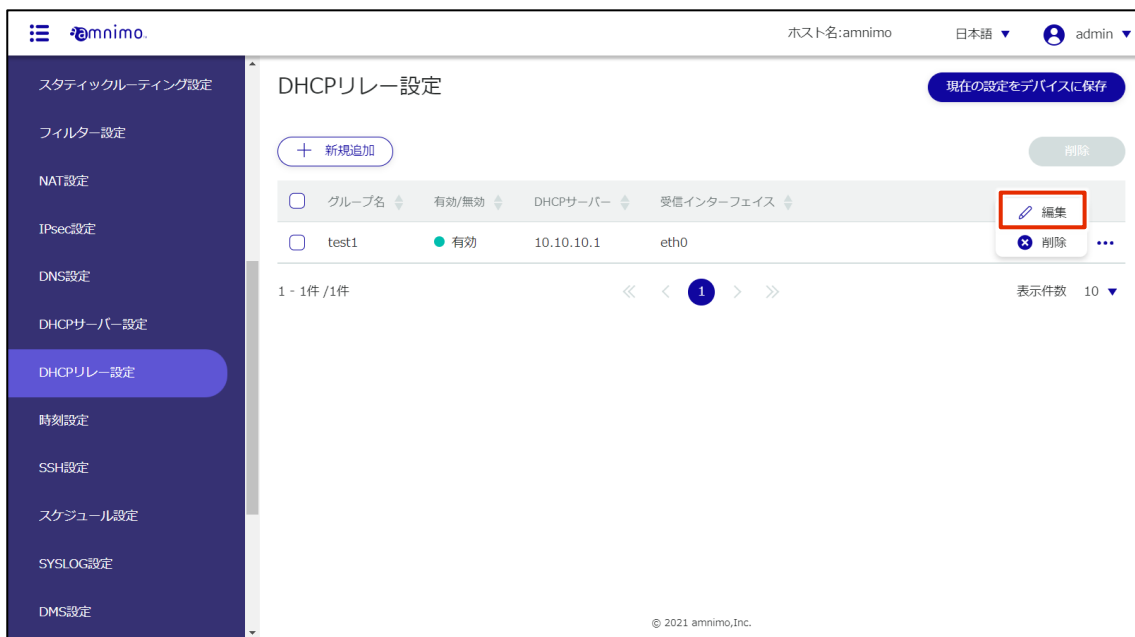 amnimo.
ホスト名:amnimo
日本語 ▼
admin ▼
スタティックルーティング設定
フィルター設定
NAT設定
IPsec設定
DNS設定
DHCPサーバー設定
DHCPリレー設定
時刻設定
SSH設定
スケジュール設定
SYSLOG設定
DMS設定
DHCPリレー設定
現在の設定をデバイスに保存
新規追加
削除
グループ名 有効/無効 DHCPサーバー 受信インターフェイス
編集
test1 有効 10.10.10.1 eth0
削除
1 - 1件 /1件
1
表示件数 10 ▼
© 2021 amnimo,Inc.